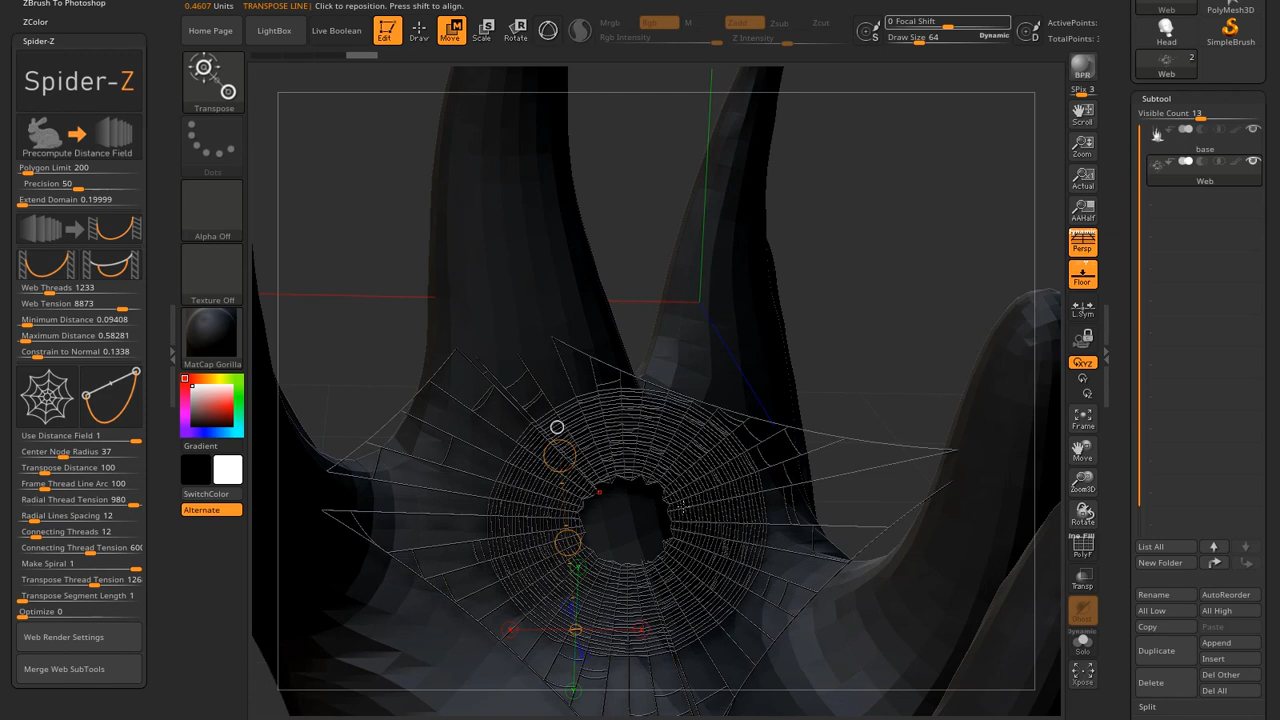 ZBrush To Photoshop
ZColor
Spider-Z
Spider-Z
Precompute Distance Field
Polygon Limit 200
Precision 50
Extend Domain 0.19999
Web Threads 1233
Web Tension 8873
Minimum Distance 0.09408
Maximum Distance 0.58281
Constrain to Normal 0.1338
Use Distance Field 1
Center Node Radius 37
Transpose Distance 100
Frame Thread Line Arc 100
Radial Thread Tension 980
Radial Lines Spacing 12
Connecting Threads 12
Connecting Thread Tension 600
Make Spiral 1
Transpose Thread Tension 126
Transpose Segment Length 1
Optimize 0
Web Render Settings
Merge Web SubTools
0.4607 Units TRANSPOSE LINE| Click to reposition. Press shift to align.
Home Page LightBox Live Boolean Edit Draw Move Scale Rotate
Mrgb Rgb M Zadd Zsub Zcut
Rgb Intensity Z Intensity
S 0 Focal Shift
Draw Size 64 Dynamic D
ActivePoints:
TotalPoints:
Transpose
Dots
Alpha Off
Texture Off
MatCap Gorilla
Gradient
SwitchColor
Alternate
BPR
SPix 3
Scroll
Zoom
Actual
AAHalf
Dynamic
Persp
Floor
L.Sym
XYZ
Frame
Move
Zoom3D
Rotate
Line Fill
PolyF
Transp
Ghost
Dynamic
Solo
Xpose
Web PolyMesh3D
Head SimpleBrush
2
Web
Subtool
Visible Count 13
base
Web
List All
New Folder
Rename AutoReorder
All Low All High
Copy Paste
Duplicate Append
Insert
Delete Del Other
Del All
Split